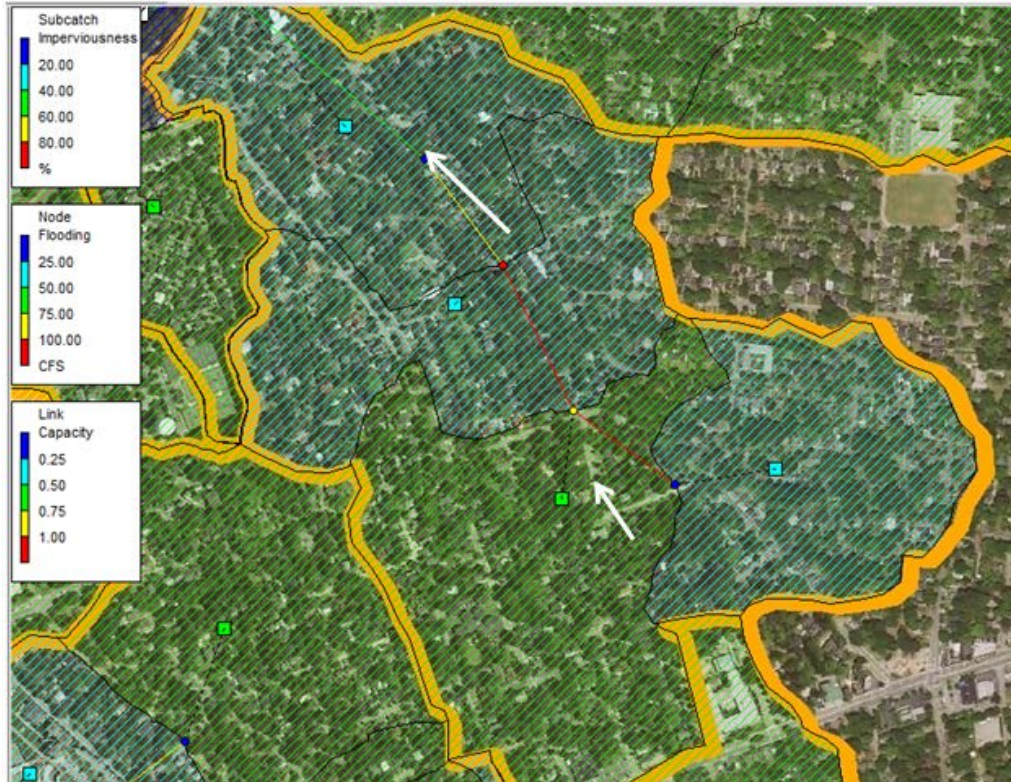 Subcatch
Imperviousness
20.00
40.00
60.00
80.00
%
Node
Flooding
25.00
50.00
75.00
100.00
CFS
Link
Capacity
0.25
0.50
0.75
1.00